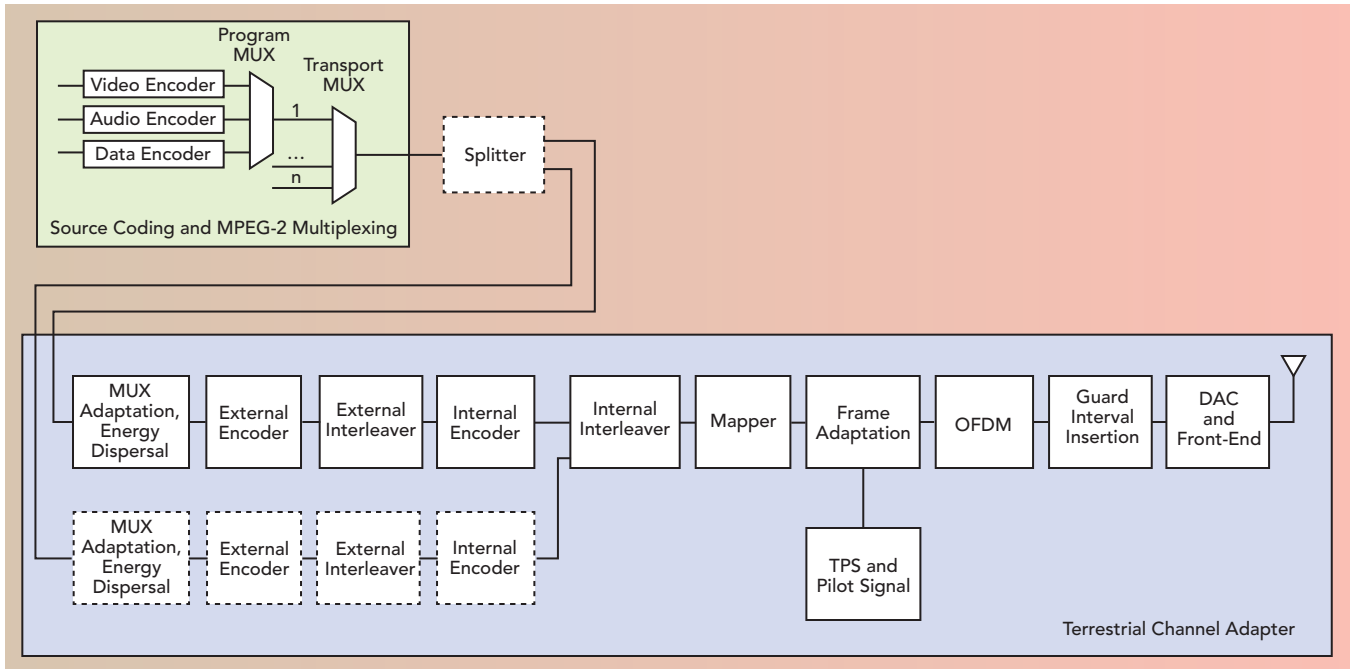 Program
MUX
Transport
MUX
Video Encoder
Audio Encoder
Data Encoder
1
...
n
Source Coding and MPEG-2 Multiplexing
Splitter
MUX
Adaptation,
Energy
Dispersal
External
Encoder
External
Interleaver
Internal
Encoder
Internal
Interleaver
Mapper
Frame
Adaptation
OFDM
Guard
Interval
Insertion
DAC
and
Front-End
MUX
Adaptation,
Energy
Dispersal
External
Encoder
External
Interleaver
Internal
Encoder
TPS and
Pilot Signal
Terrestrial Channel Adapter